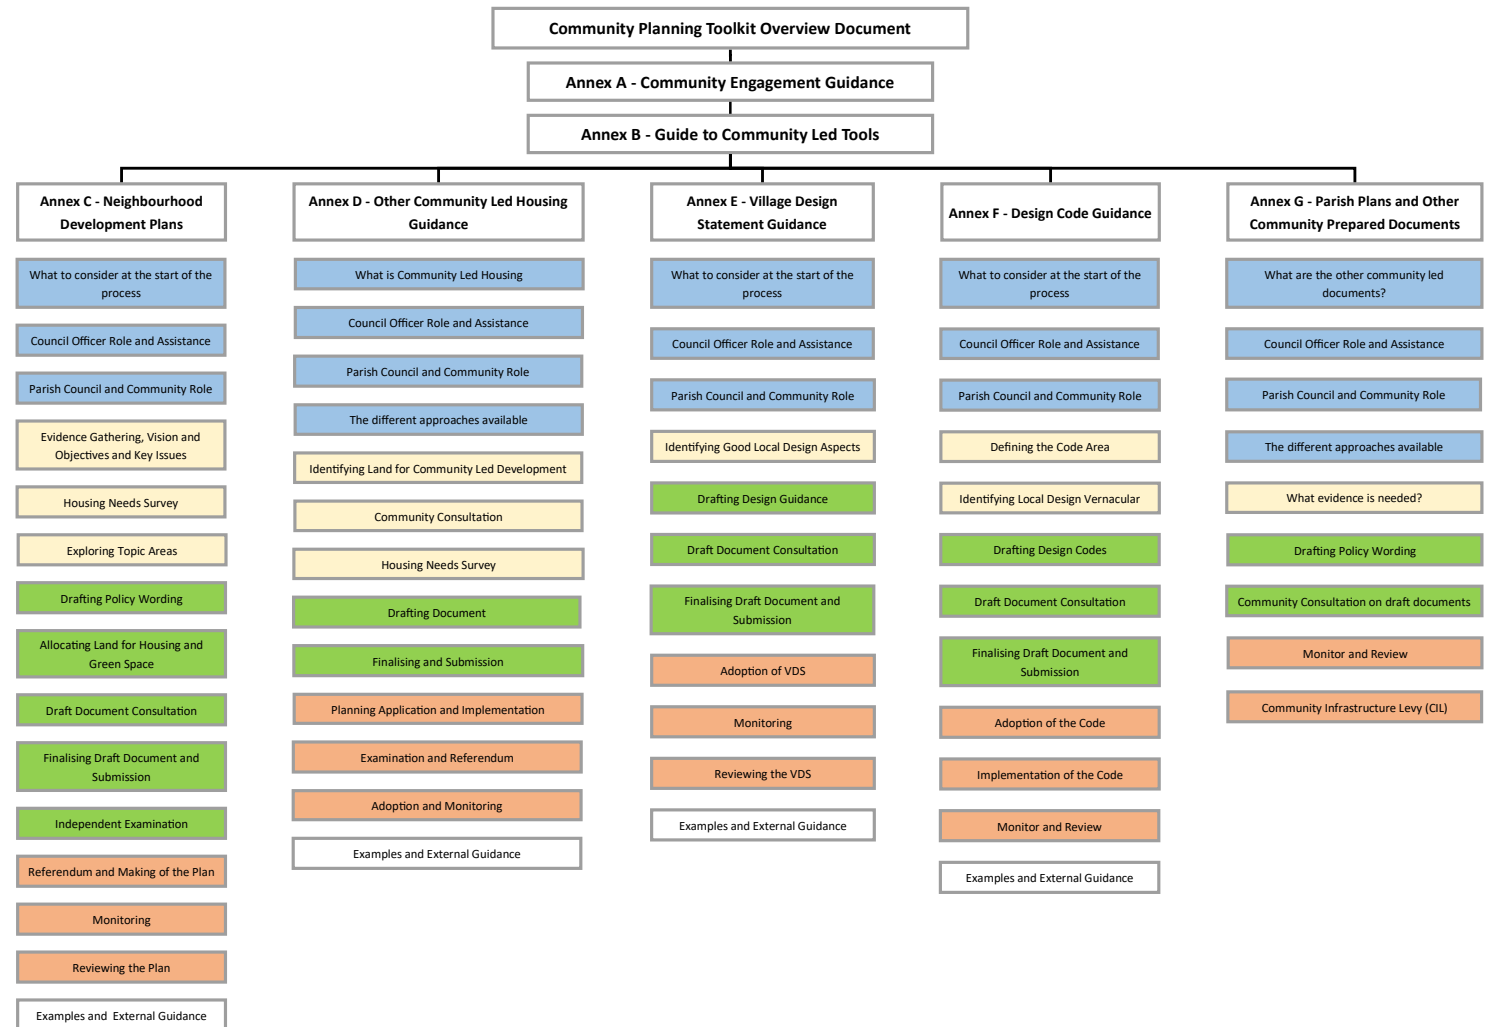 Community Planning Toolkit Overview Document
Annex A - Community Engagement Guidance
Annex B - Guide to Community Led Tools
Annex C - Neighbourhood
Development Plans
What to consider at the start of the
process
Council Officer Role and Assistance
Parish Council and Community Role
Evidence Gathering, Vision and
Objectives and Key Issues
Housing Needs Survey
Exploring Topic Areas
Drafting Policy Wording
Allocating Land for Housing and
Green Space
Draft Document Consultation
Finalising Draft Document and
Submission
Independent Examination
Referendum and Making of the Plan
Monitoring
Reviewing the Plan
Examples and External Guidance
Annex D - Other Community Led Housing
Guidance
What is Community Led Housing
Council Officer Role and Assistance
Parish Council and Community Role
The different approaches available
Identifying Land for Community Led Development
Community Consultation
Housing Needs Survey
Drafting Document
Finalising and Submission
Planning Application and Implementation
Examination and Referendum
Adoption and Monitoring
Examples and External Guidance
Annex E - Village Design
Statement Guidance
What to consider at the start of the
process
Council Officer Role and Assistance
Parish Council and Community Role
Identifying Good Local Design Aspects
Drafting Design Guidance
Draft Document Consultation
Finalising Draft Document and
Submission
Adoption of VDS
Monitoring
Reviewing the VDS
Examples and External Guidance
Annex F - Design Code Guidance
What to consider at the start of the
process
Council Officer Role and Assistance
Parish Council and Community Role
Defining the Code Area
Identifying Local Design Vernacular
Drafting Design Codes
Draft Document Consultation
Finalising Draft Document and
Submission
Adoption of the Code
Implementation of the Code
Monitor and Review
Examples and External Guidance
Annex G - Parish Plans and Other
Community Prepared Documents
What are the other community led
documents?
Council Officer Role and Assistance
Parish Council and Community Role
The different approaches available
What evidence is needed?
Drafting Policy Wording
Community Consultation on draft documents
Monitor and Review
Community Infrastructure Levy (CIL)